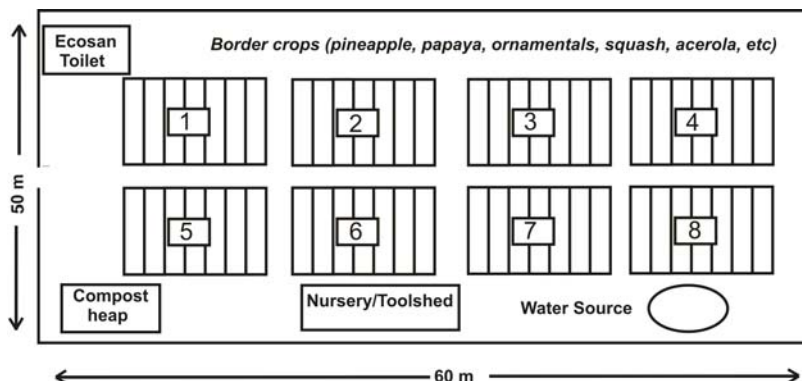 Ecosan
Toilet
Border crops (pineapple, papaya, ornamentals, squash, acerola, etc)
1
2
3
4
5
6
7
8
Compost
heap
Nursery/Toolshed
Water Source
50 m
60 m